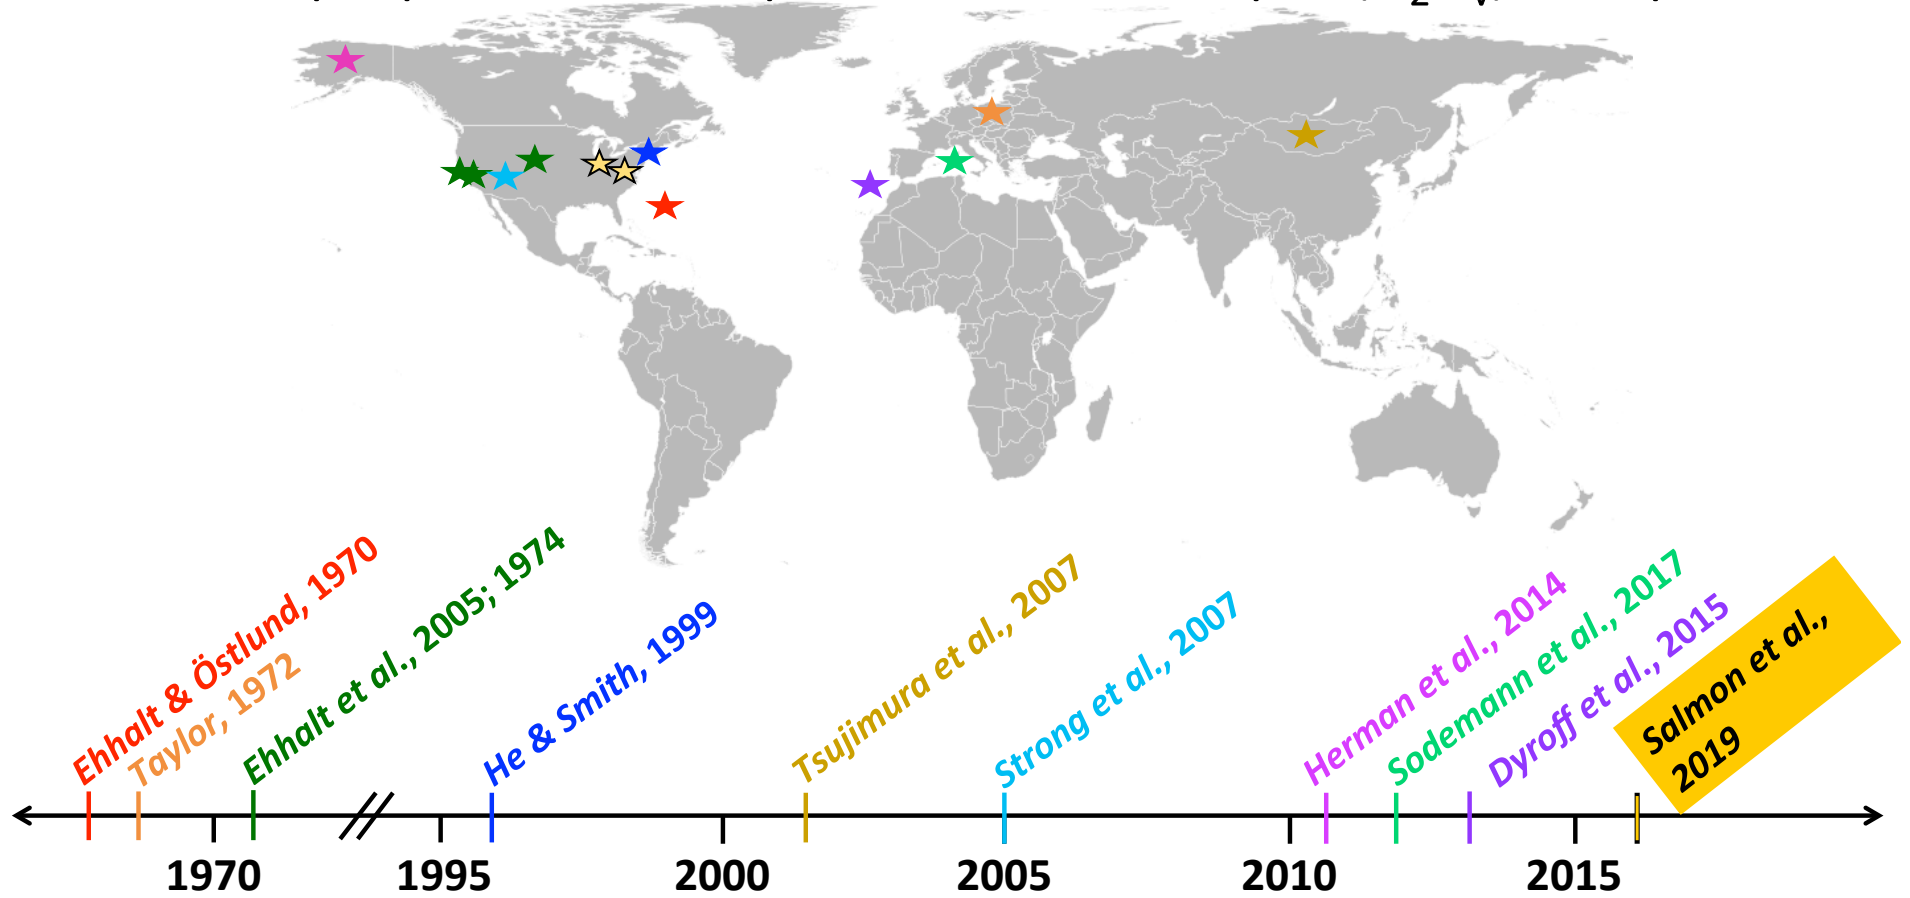 Ehhalt & Östlund, 1970
Taylor, 1972
Ehhalt et al., 2005; 1974
He & Smith, 1999
Tsujimura et al., 2007
Strong et al., 2007
Herman et al., 2014
Sodemann et al., 2017
Dyroff et al., 2015
Salmon et al.,
2019
1970
1995
2000
2005
2010
2015